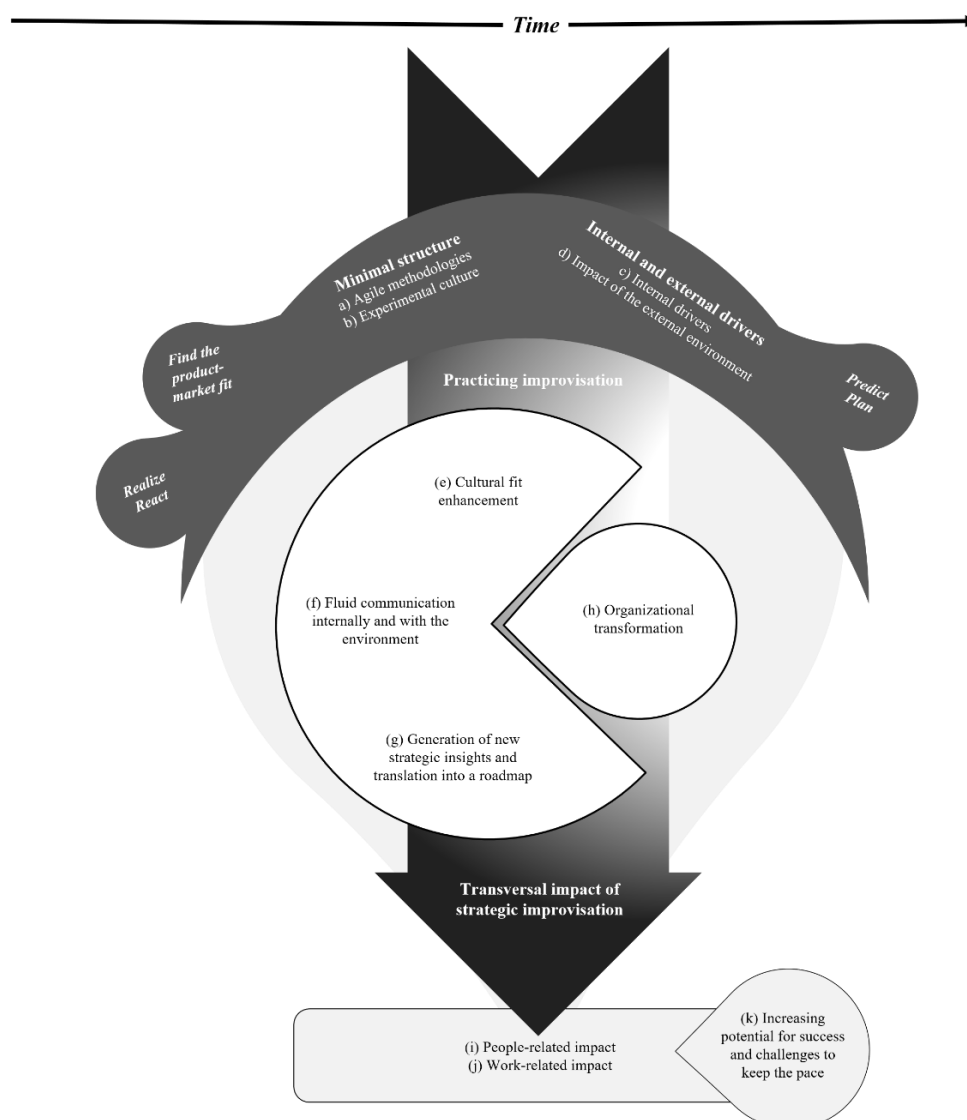 Time
Minimal structure
a) Agile methodologies
b) Experimental culture
Internal and external drivers
c) Internal drivers
d) Impact of the external environment
Find the
product-
market fit
Realize
React
Predict
Plan
Practicing improvisation
(e) Cultural fit
enhancement
(f) Fluid communication
internally and with the
environment
(g) Generation of new
strategic insights and
translation into a roadmap
(h) Organizational
transformation
Transversal impact of
strategic improvisation
(i) People-related impact
(j) Work-related impact
(k) Increasing
potential for success
and challenges to
keep the pace